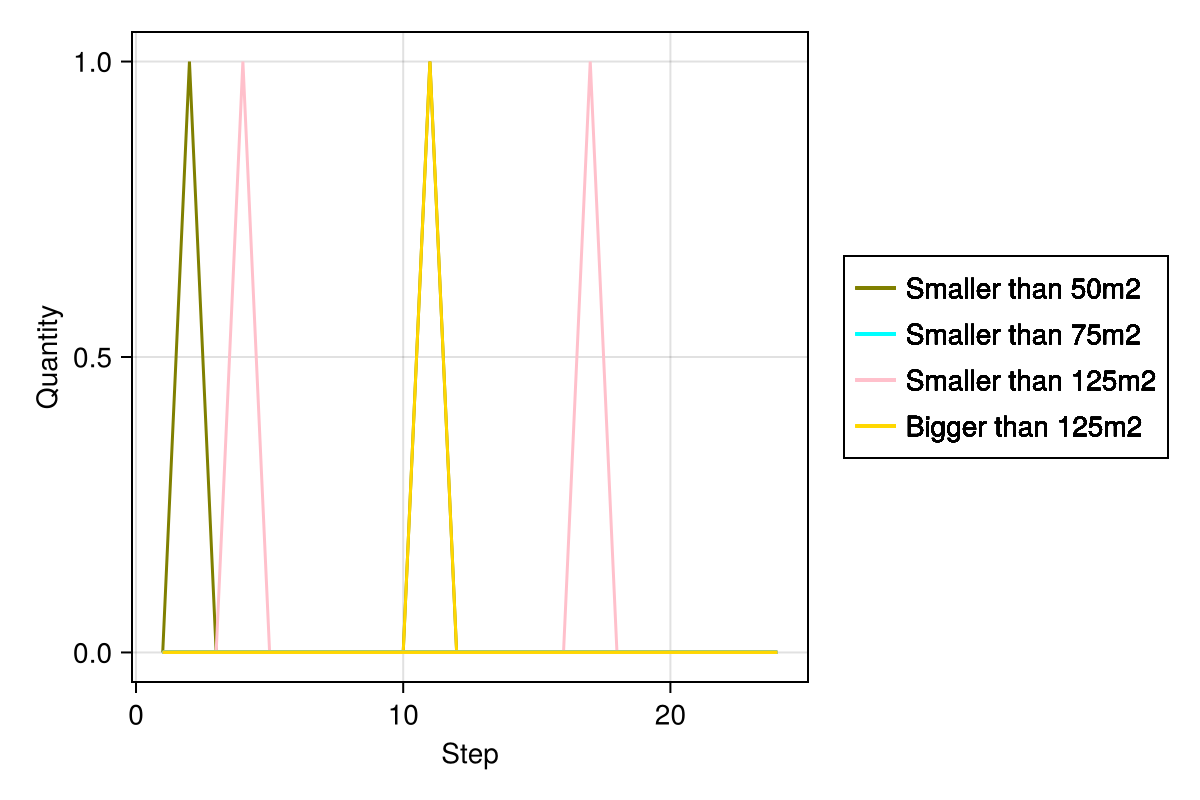 1.0
0.5
0.0
Quantity
0
10
20
Step
Smaller than 50m2
Smaller than 75m2
Smaller than 125m2
Bigger than 125m2